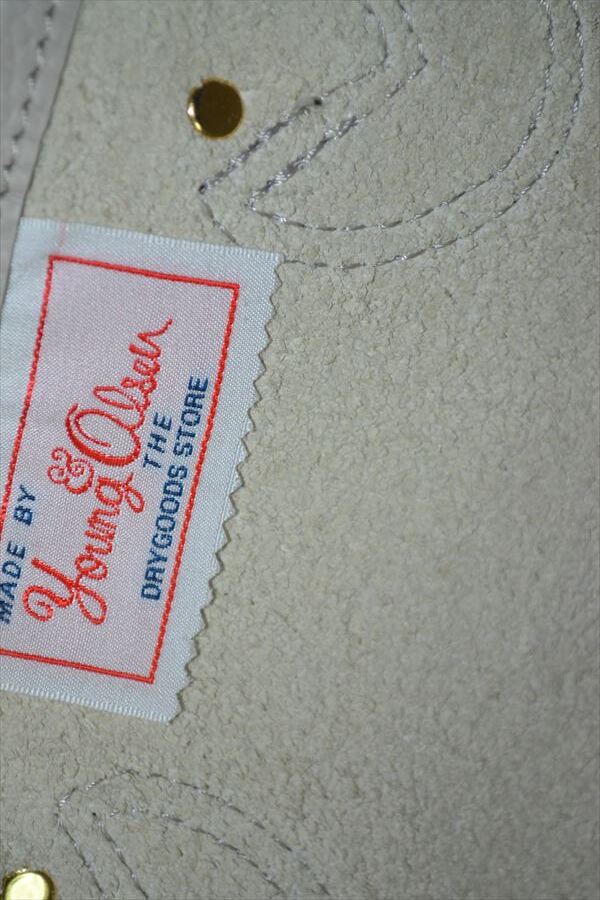 MADE BY
Young & Olsen
THE
DRYGOODS STORE